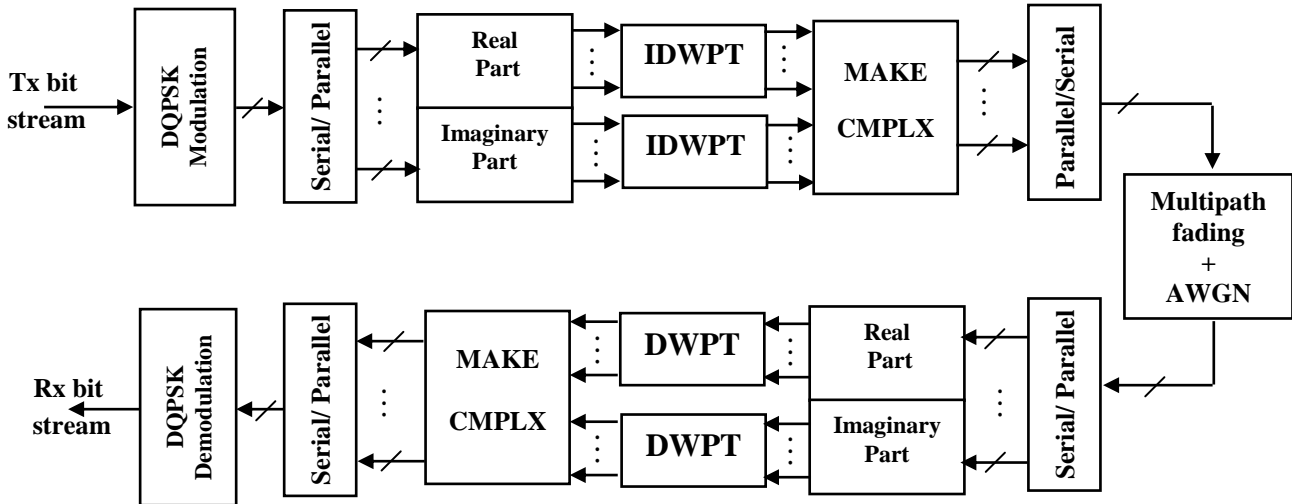 Tx bit
stream
DQPSK
Modulation
Serial/ Parallel
Real
Part
Imaginary
Part
IDWPT
IDWPT
MAKE
CMPLX
Parallel/Serial
Multipath
fading
+
AWGN
Rx bit
stream
DQPSK
Demodulation
Serial/ Parallel
MAKE
CMPLX
DWPT
DWPT
Real
Part
Imaginary
Part
Serial/ Parallel